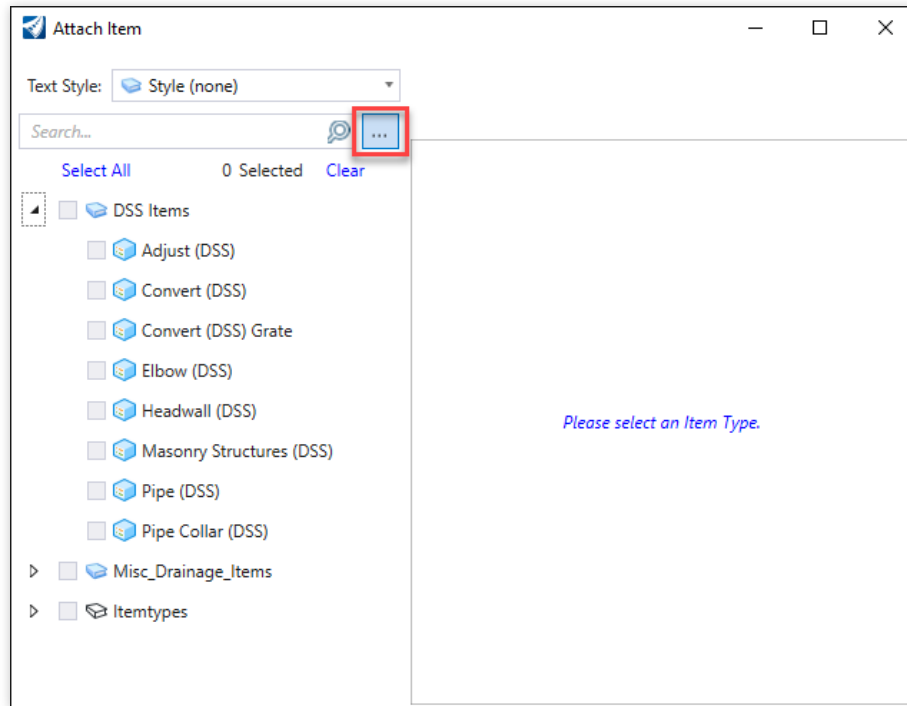 Attach Item
Text Style: Style (none)
Search... ...
Select All 0 Selected Clear
DSS Items
Adjust (DSS)
Convert (DSS)
Convert (DSS) Grate
Elbow (DSS)
Headwall (DSS)
Please select an Item Type.
Masonry Structures (DSS)
Pipe (DSS)
Pipe Collar (DSS)
Misc_Drainage_Items
Itemtypes